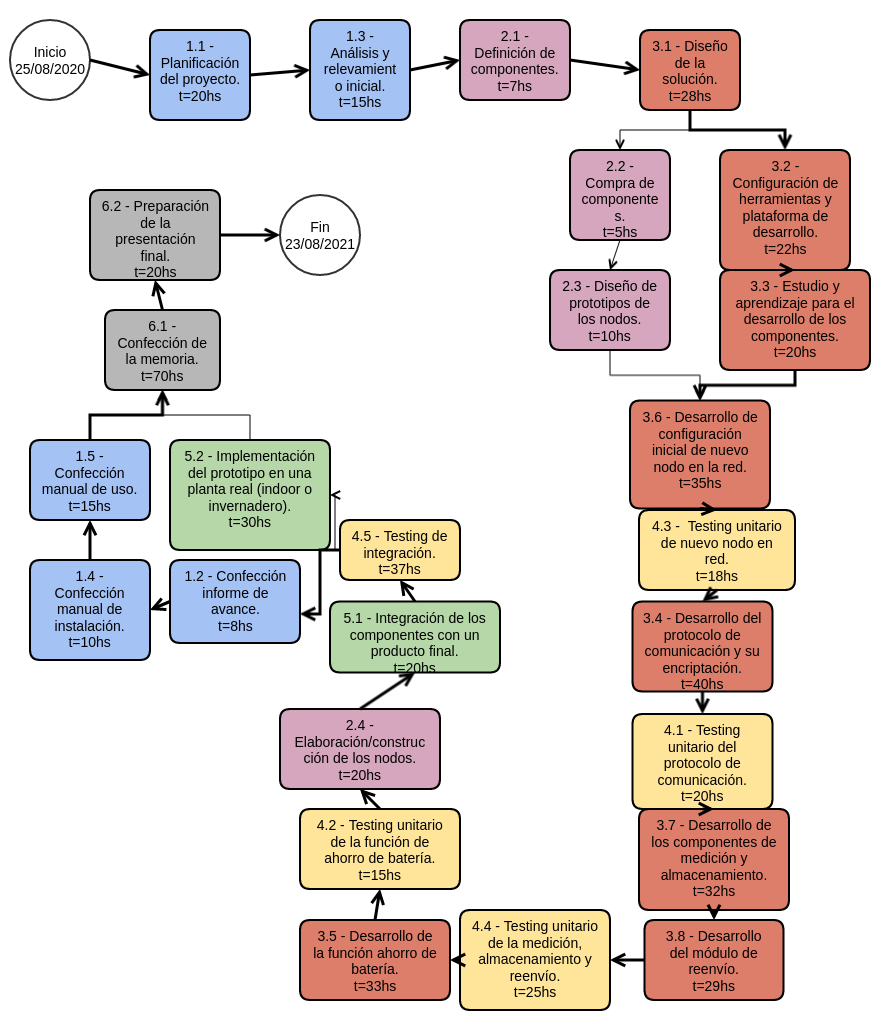 Inicio
25/08/2020
1.1 -
Planificación
del proyecto.
t=20hs
1.3 -
Análisis y
relevamient
o inicial.
t=15hs
2.1 -
Definición de
componentes.
t=7hs
3.1 - Diseño
de la
solución.
t=28hs
2.2 -
Compra de
componente
s.
t=5hs
3.2 -
Configuración de
herramientas y
plataforma de
desarrollo.
t=22hs
2.3 - Diseño de
prototipos de
los nodos.
t=10hs
3.3 - Estudio y
aprendizaje para el
desarrollo de los
componentes.
t=20hs
3.6 - Desarrollo de
configuración
inicial de nuevo
nodo en la red.
t=35hs
4.3 -  Testing unitario
de nuevo nodo en
red.
t=18hs
3.4 - Desarrollo del
protocolo de
comunicación y su
encriptación.
t=40hs
4.1 - Testing
unitario del
protocolo de
comunicación.
t=20hs
3.7 - Desarrollo de
los componentes de
medición y
almacenamiento.
t=32hs
3.8 - Desarrollo
del módulo de
reenvío.
t=29hs
4.4 - Testing unitario
de la medición,
almacenamiento y
reenvío.
t=25hs
3.5 - Desarrollo de
la función ahorro de
batería.
t=33hs
4.2 - Testing unitario
de la función de
ahorro de batería.
t=15hs
2.4 -
Elaboración/construc
ción de los nodos.
t=20hs
5.1 - Integración de los
componentes con un
producto final.
t=20hs
4.5 - Testing de
integración.
t=37hs
5.2 - Implementación
del prototipo en una
planta real (indoor o
invernadero).
t=30hs
1.2 - Confección
informe de
avance.
t=8hs
1.4 -
Confección
manual de
instalación.
t=10hs
1.5 -
Confección
manual de uso.
t=15hs
6.1 -
Confección de
la memoria.
t=70hs
6.2 - Preparación
de la
presentación
final.
t=20hs
Fin
23/08/2021